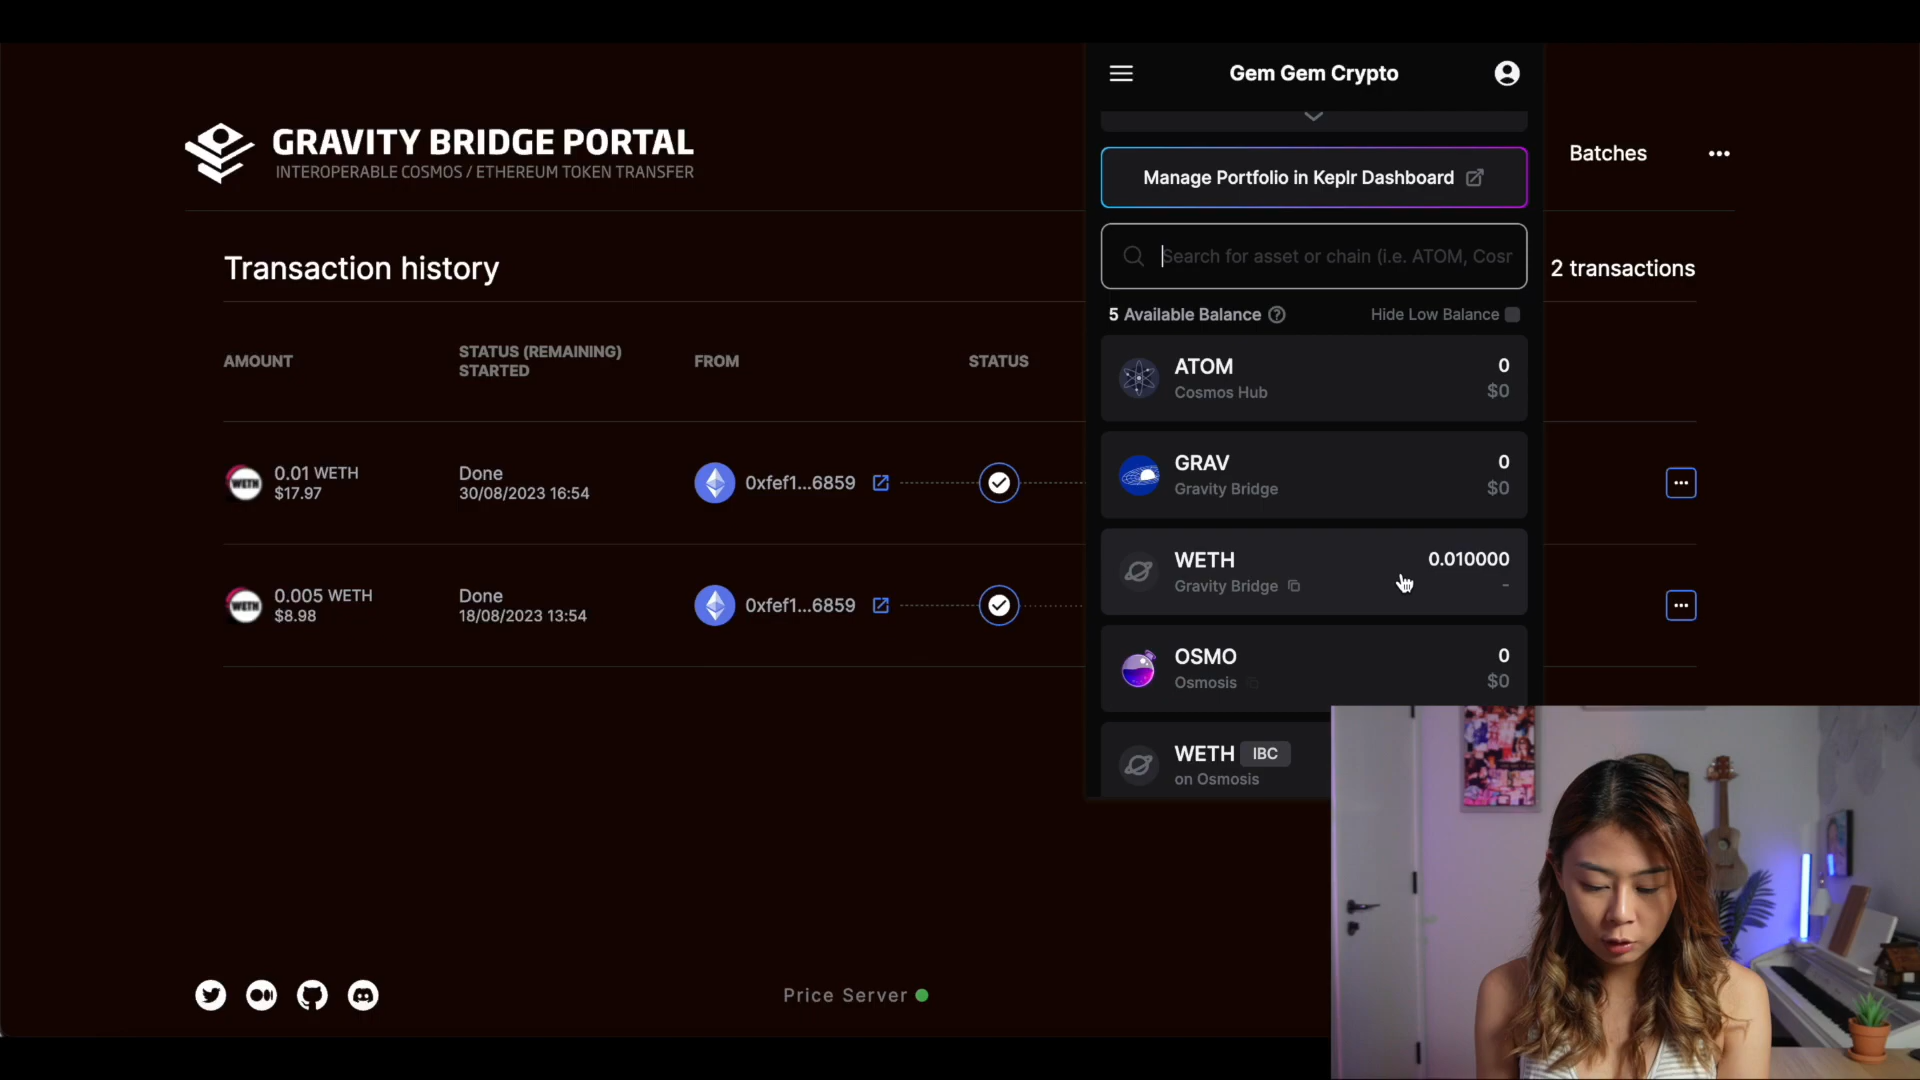 GRAVITY BRIDGE PORTAL
INTEROPERABLE COSMOS / ETHEREUM TOKEN TRANSFER
Batches
Transaction history
2 transactions
AMOUNT
STATUS (REMAINING)
STARTED
FROM
STATUS
WETH
0.01 WETH
$17.97
Done
30/08/2023 16:54
0xfef1...6859
WETH
0.005 WETH
$8.98
Done
18/08/2023 13:54
0xfef1...6859
Price Server
Gem Gem Crypto
Manage Portfolio in Keplr Dashboard
Search for asset or chain (i.e. ATOM, Cosr
5 Available Balance
Hide Low Balance
ATOM
0
Cosmos Hub
$0
GRAV
0
Gravity Bridge
$0
WETH
0.010000
Gravity Bridge
-
OSMO
0
Osmosis
$0
WETH IBC
on Osmosis